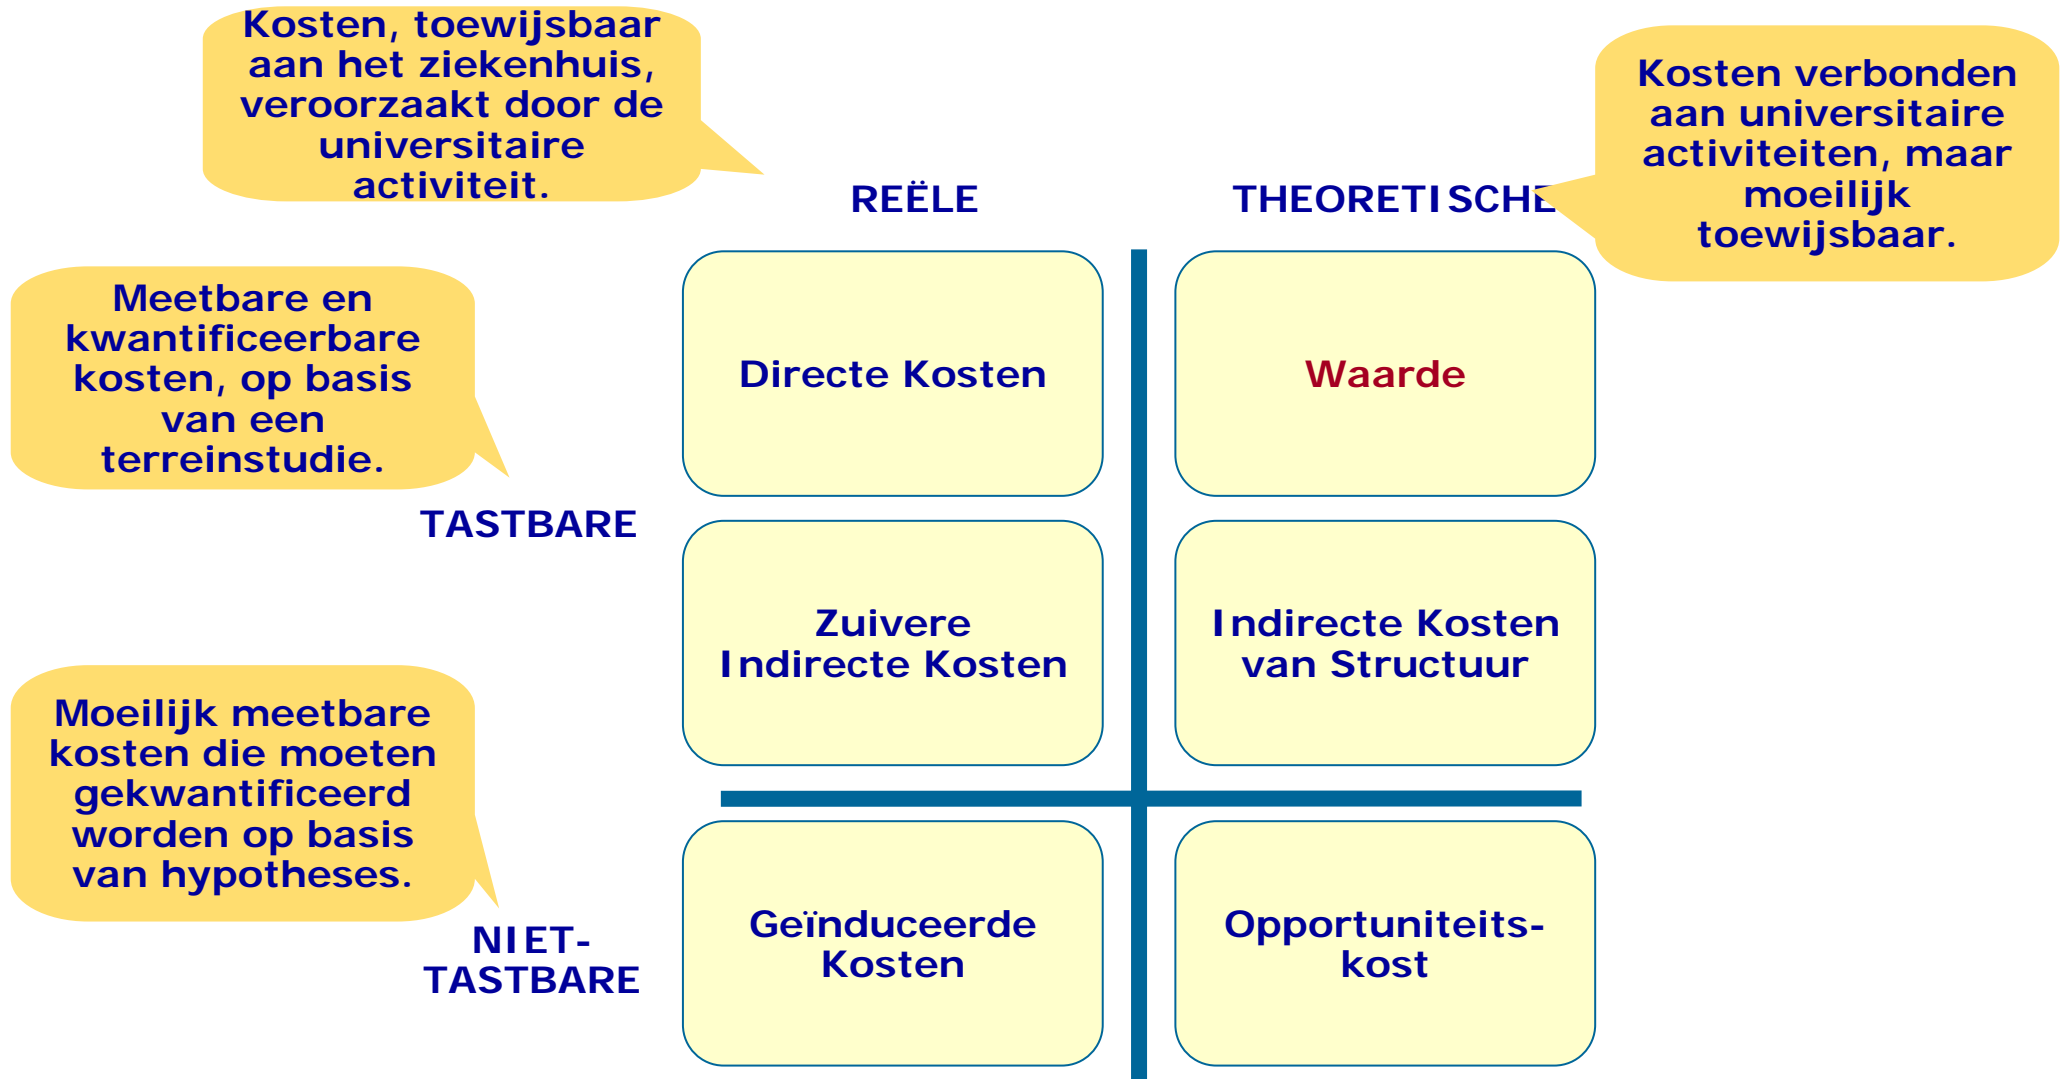 Kosten, toewijsbaar
aan het ziekenhuis,
veroorzaakt door de
universitaire
activiteit.
Kosten verbonden
aan universitaire
activiteiten, maar
moeilijk
toewijsbaar.
REËLE
THEORETISCHE
Meetbare en
kwantificeerbare
kosten, op basis
van een
terreinstudie.
Directe Kosten
Waarde
TASTBARE
Zuivere
Indirecte Kosten
Indirecte Kosten
van Structuur
Moeilijk meetbare
kosten die moeten
gekwantificeerd
worden op basis
van hypotheses.
NIET-
TASTBARE
Geïnduceerde
Kosten
Opportuniteits-
kost